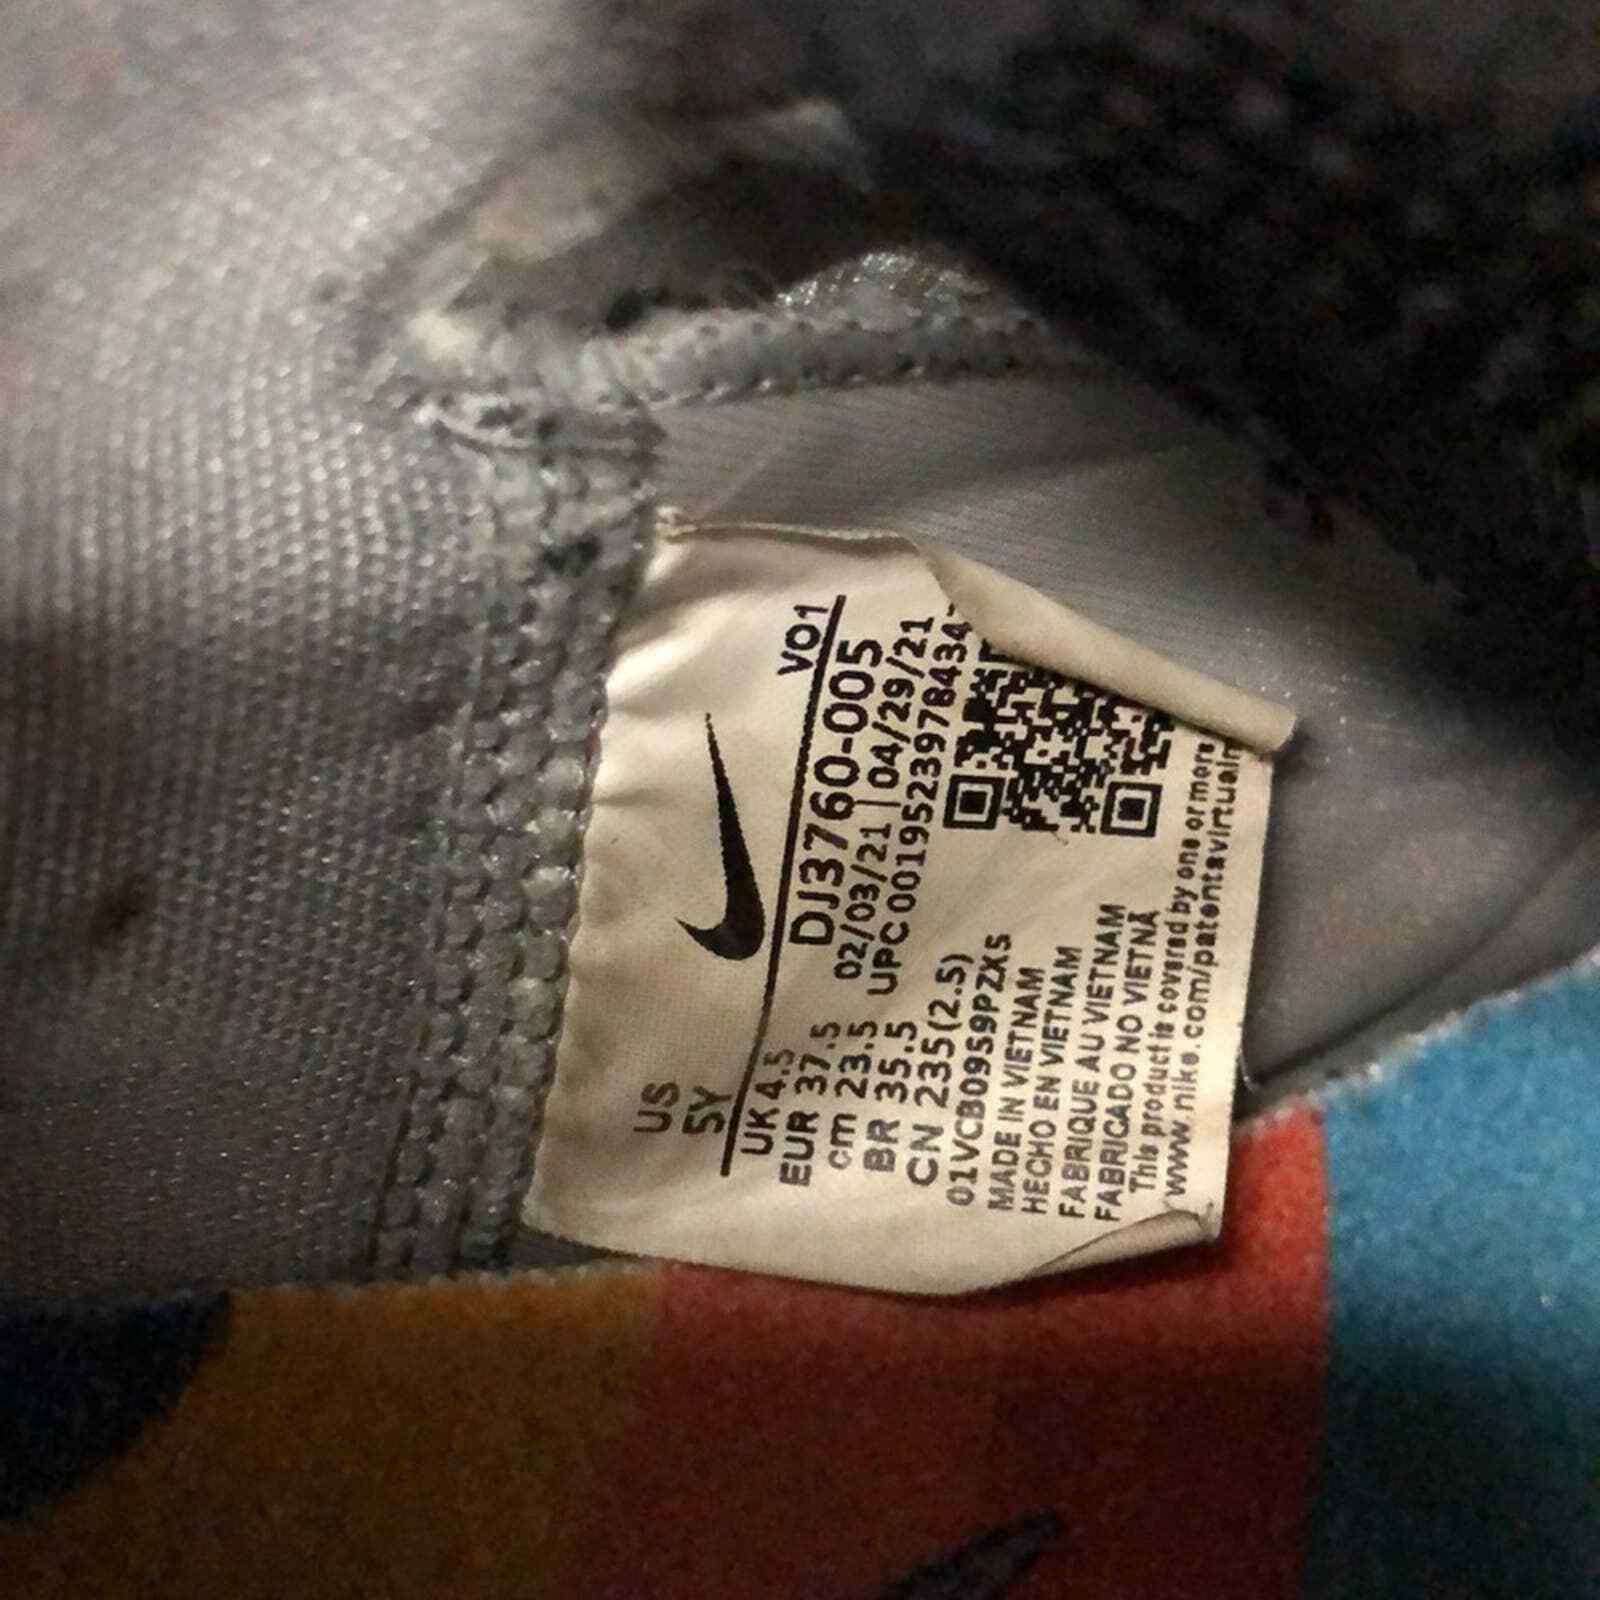 VO1
US
5Y
DJ3760-005
02/03/21 | 04/29/21
UPC 0019523978434
UK 4.5
EUR 37.5
cm 23.5
BR 35.5
CN 235(2.5)
01VCB0959PZXS
MADE IN VIETNAM
HECHO EN VIETNAM
FABRIQUE AU VIETNAM
FABRICADO NO VIETNÃ
This product is covered by one or more
www.nike.com/patentsvirtualm